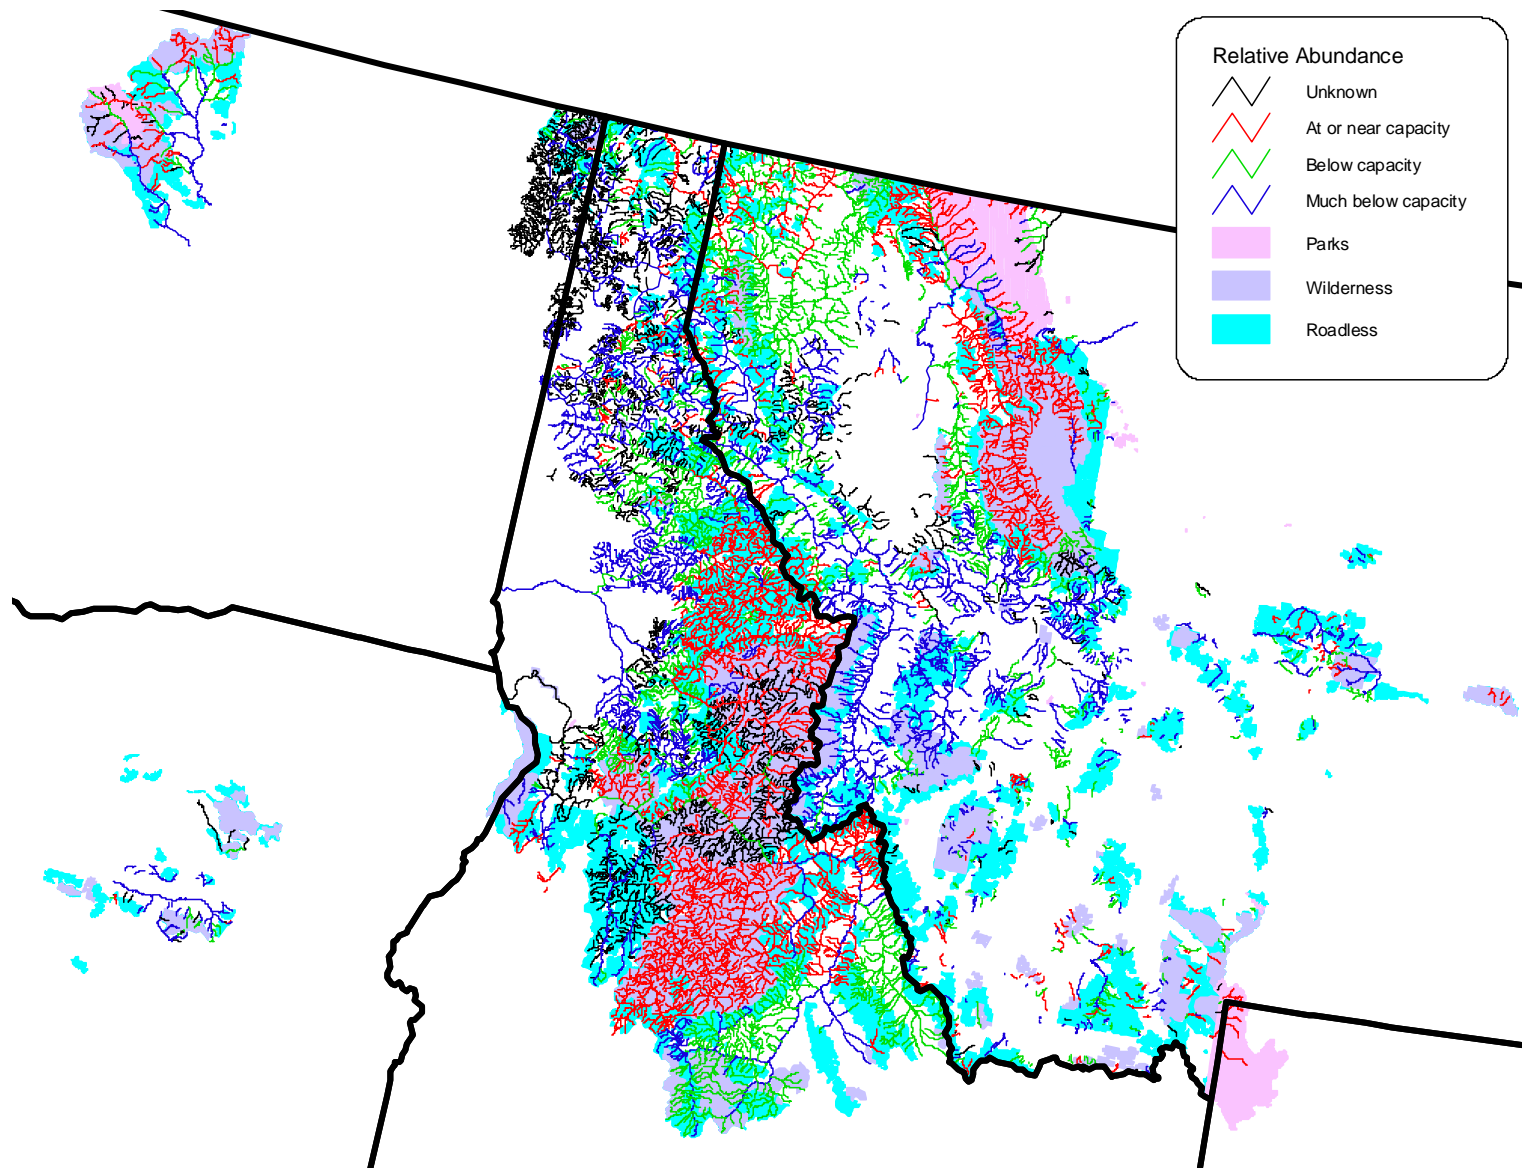 Relative Abundance
Unknown
At or near capacity
Below capacity
Much below capacity
Parks
Wilderness
Roadless